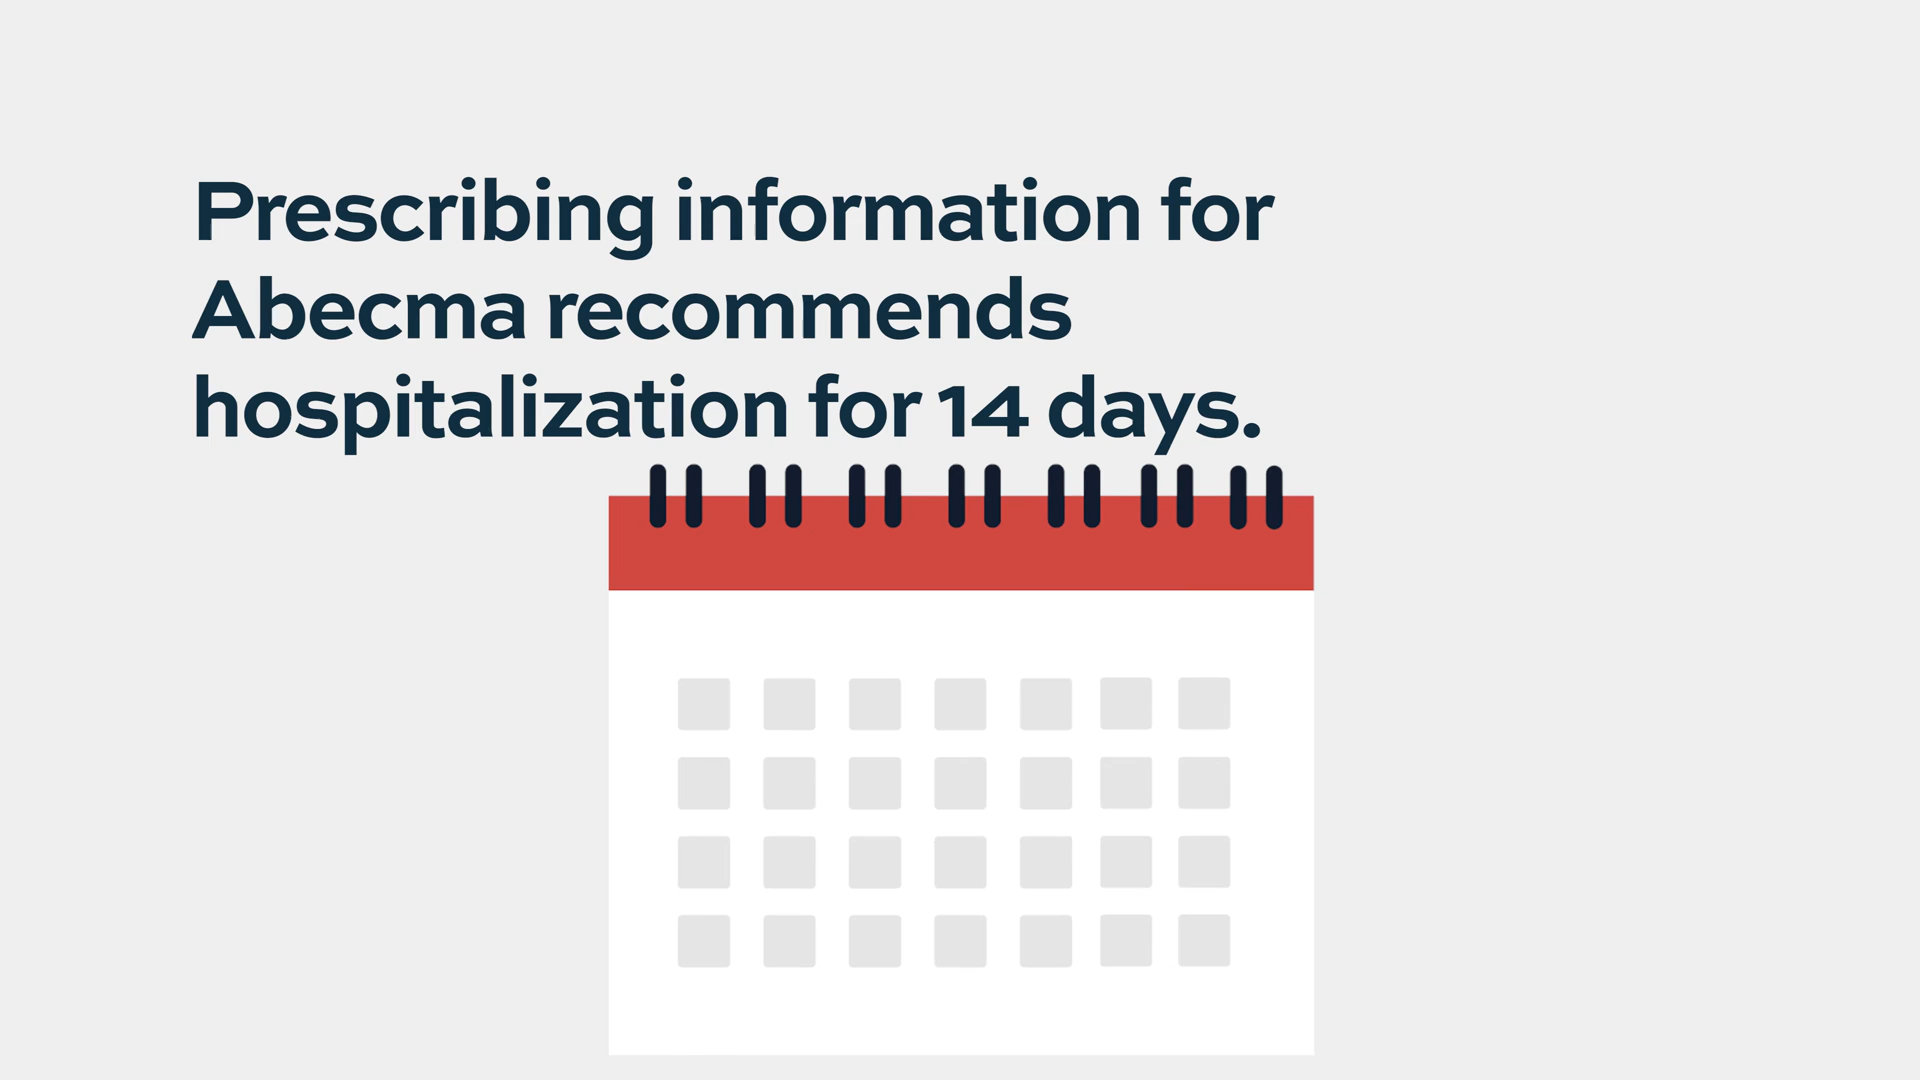 Prescribing information for
Abecma recommends
hospitalization for 14 days.